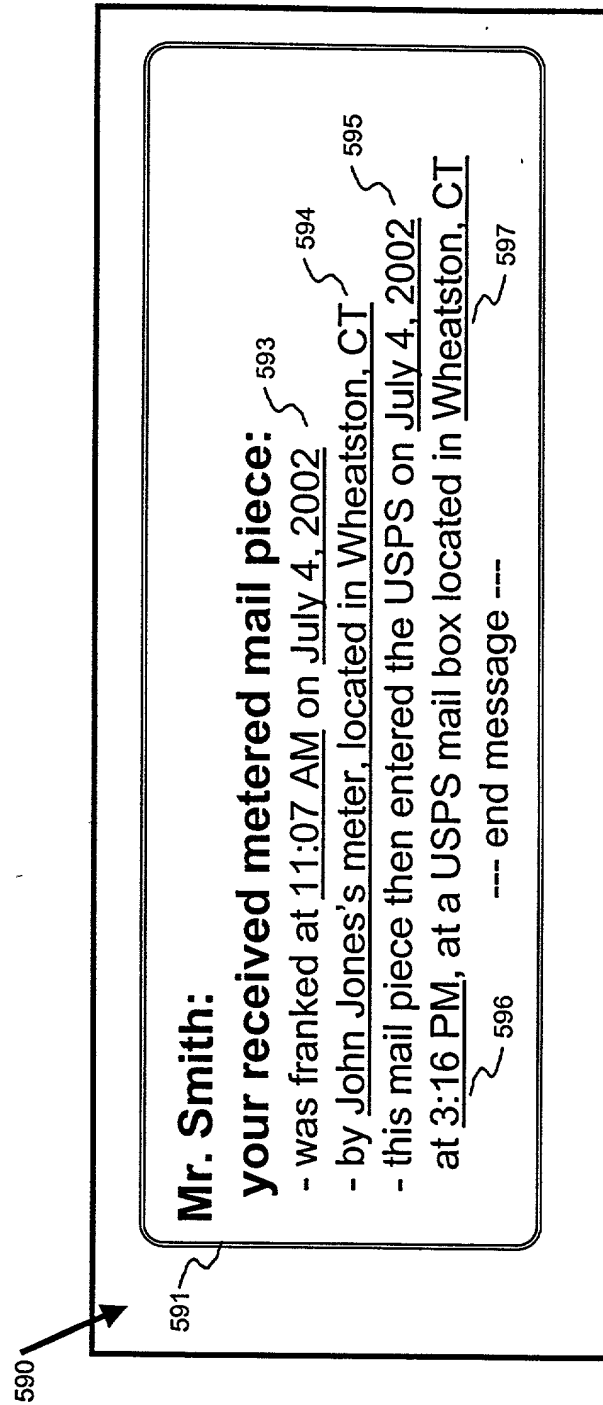 590
591
Mr. Smith:
your received metered mail piece:
593
- was franked at 11:07 AM on July 4, 2002
594
- by John Jones's meter, located in Wheatston, CT
595
- this mail piece then entered the USPS on July 4, 2002
at 3:16 PM, at a USPS mail box located in Wheatston, CT
596
--- end message ---
597